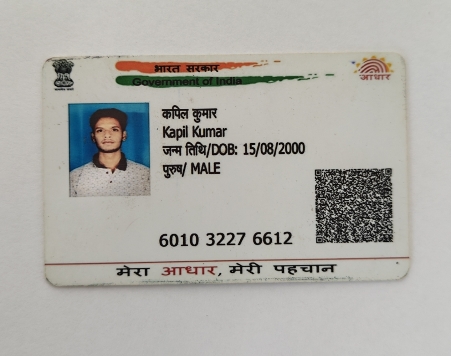 भारत सरकार
Government of India
आधार
कपिल कुमार
Kapil Kumar
जन्म तिथि/DOB: 15/08/2000
पुरुष/ MALE
6010 3227 6612
मेरा आधार, मेरी पहचान